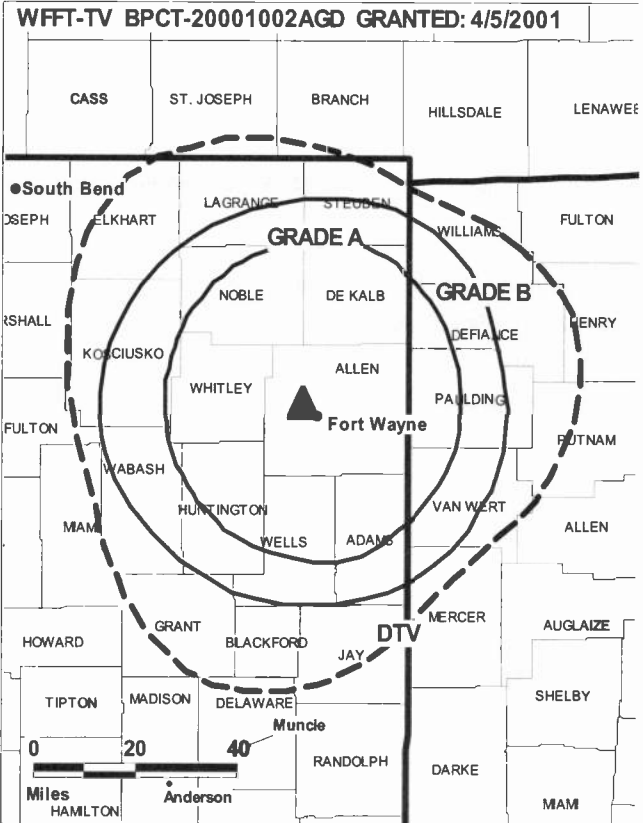 WFFT-TV BPCT-20001002AGD GRANTED: 4/5/2001
CASS
ST. JOSEPH
BRANCH
HILLSDALE
LENAWEE
South Bend
OSEPH
ELKHART
LAGRANGE
STEUBEN
WILLIAMS
FULTON
GRADE A
NOBLE
DE KALB
GRADE B
RSHALL
DEFIANCE
HENRY
KOSCIUSKO
ALLEN
WHITLEY
PAULDING
Fort Wayne
FULTON
PUTNAM
WABASH
HUNTINGTON
VAN WERT
MIAMI
WELLS
ADAMS
ALLEN
GRANT
MERCER
AUGLAIZE
DTV
HOWARD
BLACKFORD
JAY
TIPTON
MADISON
DELAWARE
SHELBY
Muncie
0 20 40
RANDOLPH
DARKE
Miles
Anderson
HAMILTON
MIAMI